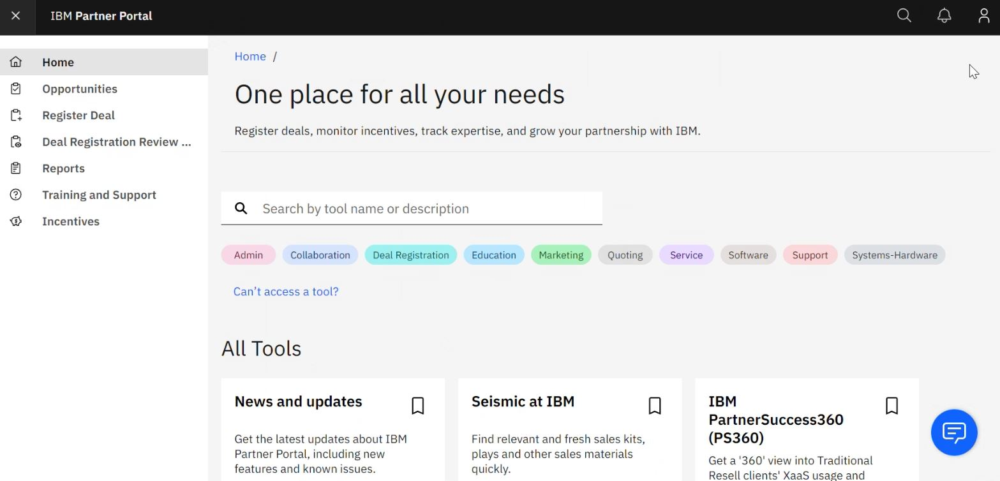 IBM Partner Portal
Home
Opportunities
Register Deal
Deal Registration Review ...
Reports
Training and Support
Incentives
Home /
One place for all your needs
Register deals, monitor incentives, track expertise, and grow your partnership with IBM.
Search by tool name or description
Admin Collaboration Deal Registration Education Marketing Quoting Service Software Support Systems-Hardware
Can't access a tool?
All Tools
News and updates
Get the latest updates about IBM
Partner Portal, including new
features and known issues.
Seismic at IBM
Find relevant and fresh sales kits,
plays and other sales materials
quickly.
IBM
PartnerSuccess360
(PS360)
Get a '360' view into Traditional
Resell clients' XaaS usage and